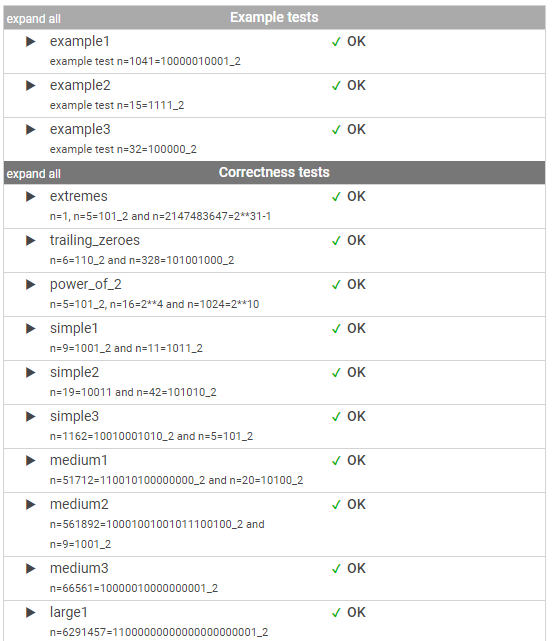 expand all Example tests
example1 ✓ OK
example test n=1041=10000010001_2
example2 ✓ OK
example test n=15=1111_2
example3 ✓ OK
example test n=32=100000_2
expand all Correctness tests
extremes ✓ OK
n=1, n=5=101_2 and n=2147483647=2**31-1
trailing_zeroes ✓ OK
n=6=110_2 and n=328=101001000_2
power_of_2 ✓ OK
n=5=101_2, n=16=2**4 and n=1024=2**10
simple1 ✓ OK
n=9=1001_2 and n=11=1011_2
simple2 ✓ OK
n=19=10011 and n=42=101010_2
simple3 ✓ OK
n=1162=10010001010_2 and n=5=101_2
medium1 ✓ OK
n=51712=110010100000000_2 and n=20=10100_2
medium2 ✓ OK
n=561892=10001001001011100100_2 and
n=9=1001_2
medium3 ✓ OK
n=66561=10000010000000001_2
large1 ✓ OK
n=6291457=11000000000000000000001_2